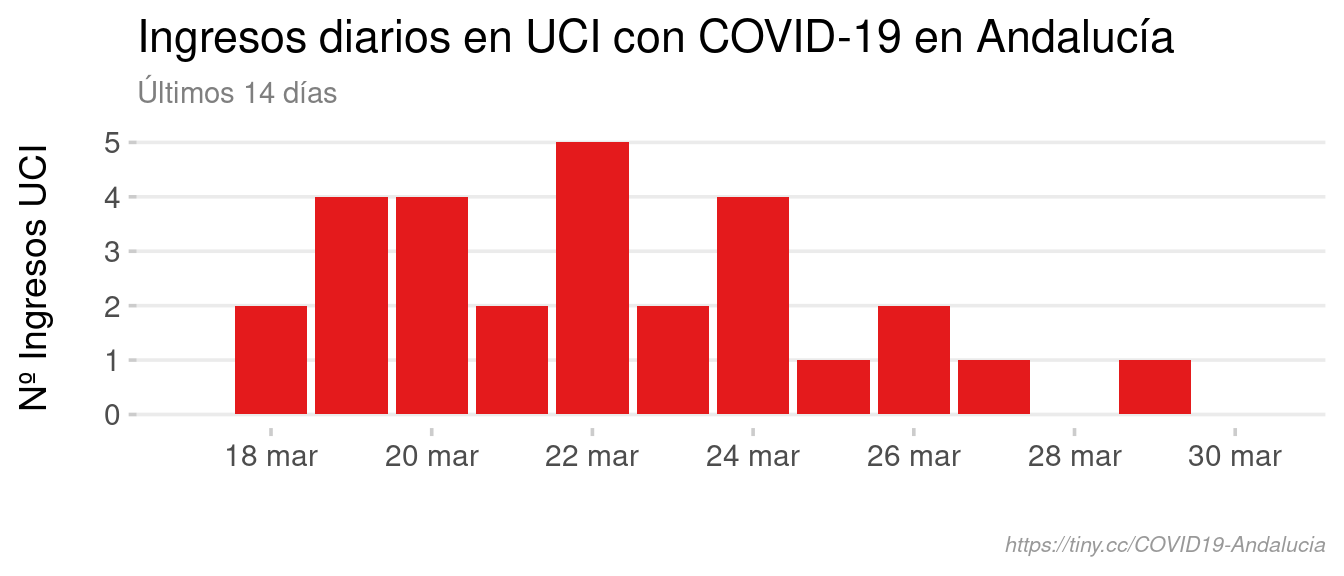 Ingresos diarios en UCI con COVID-19 en Andalucía
Últimos 14 días
Nº Ingresos UCI
5
4
3
2
1
0
18 mar 20 mar 22 mar 24 mar 26 mar 28 mar 30 mar
https://tiny.cc/COVID19-Andalucia